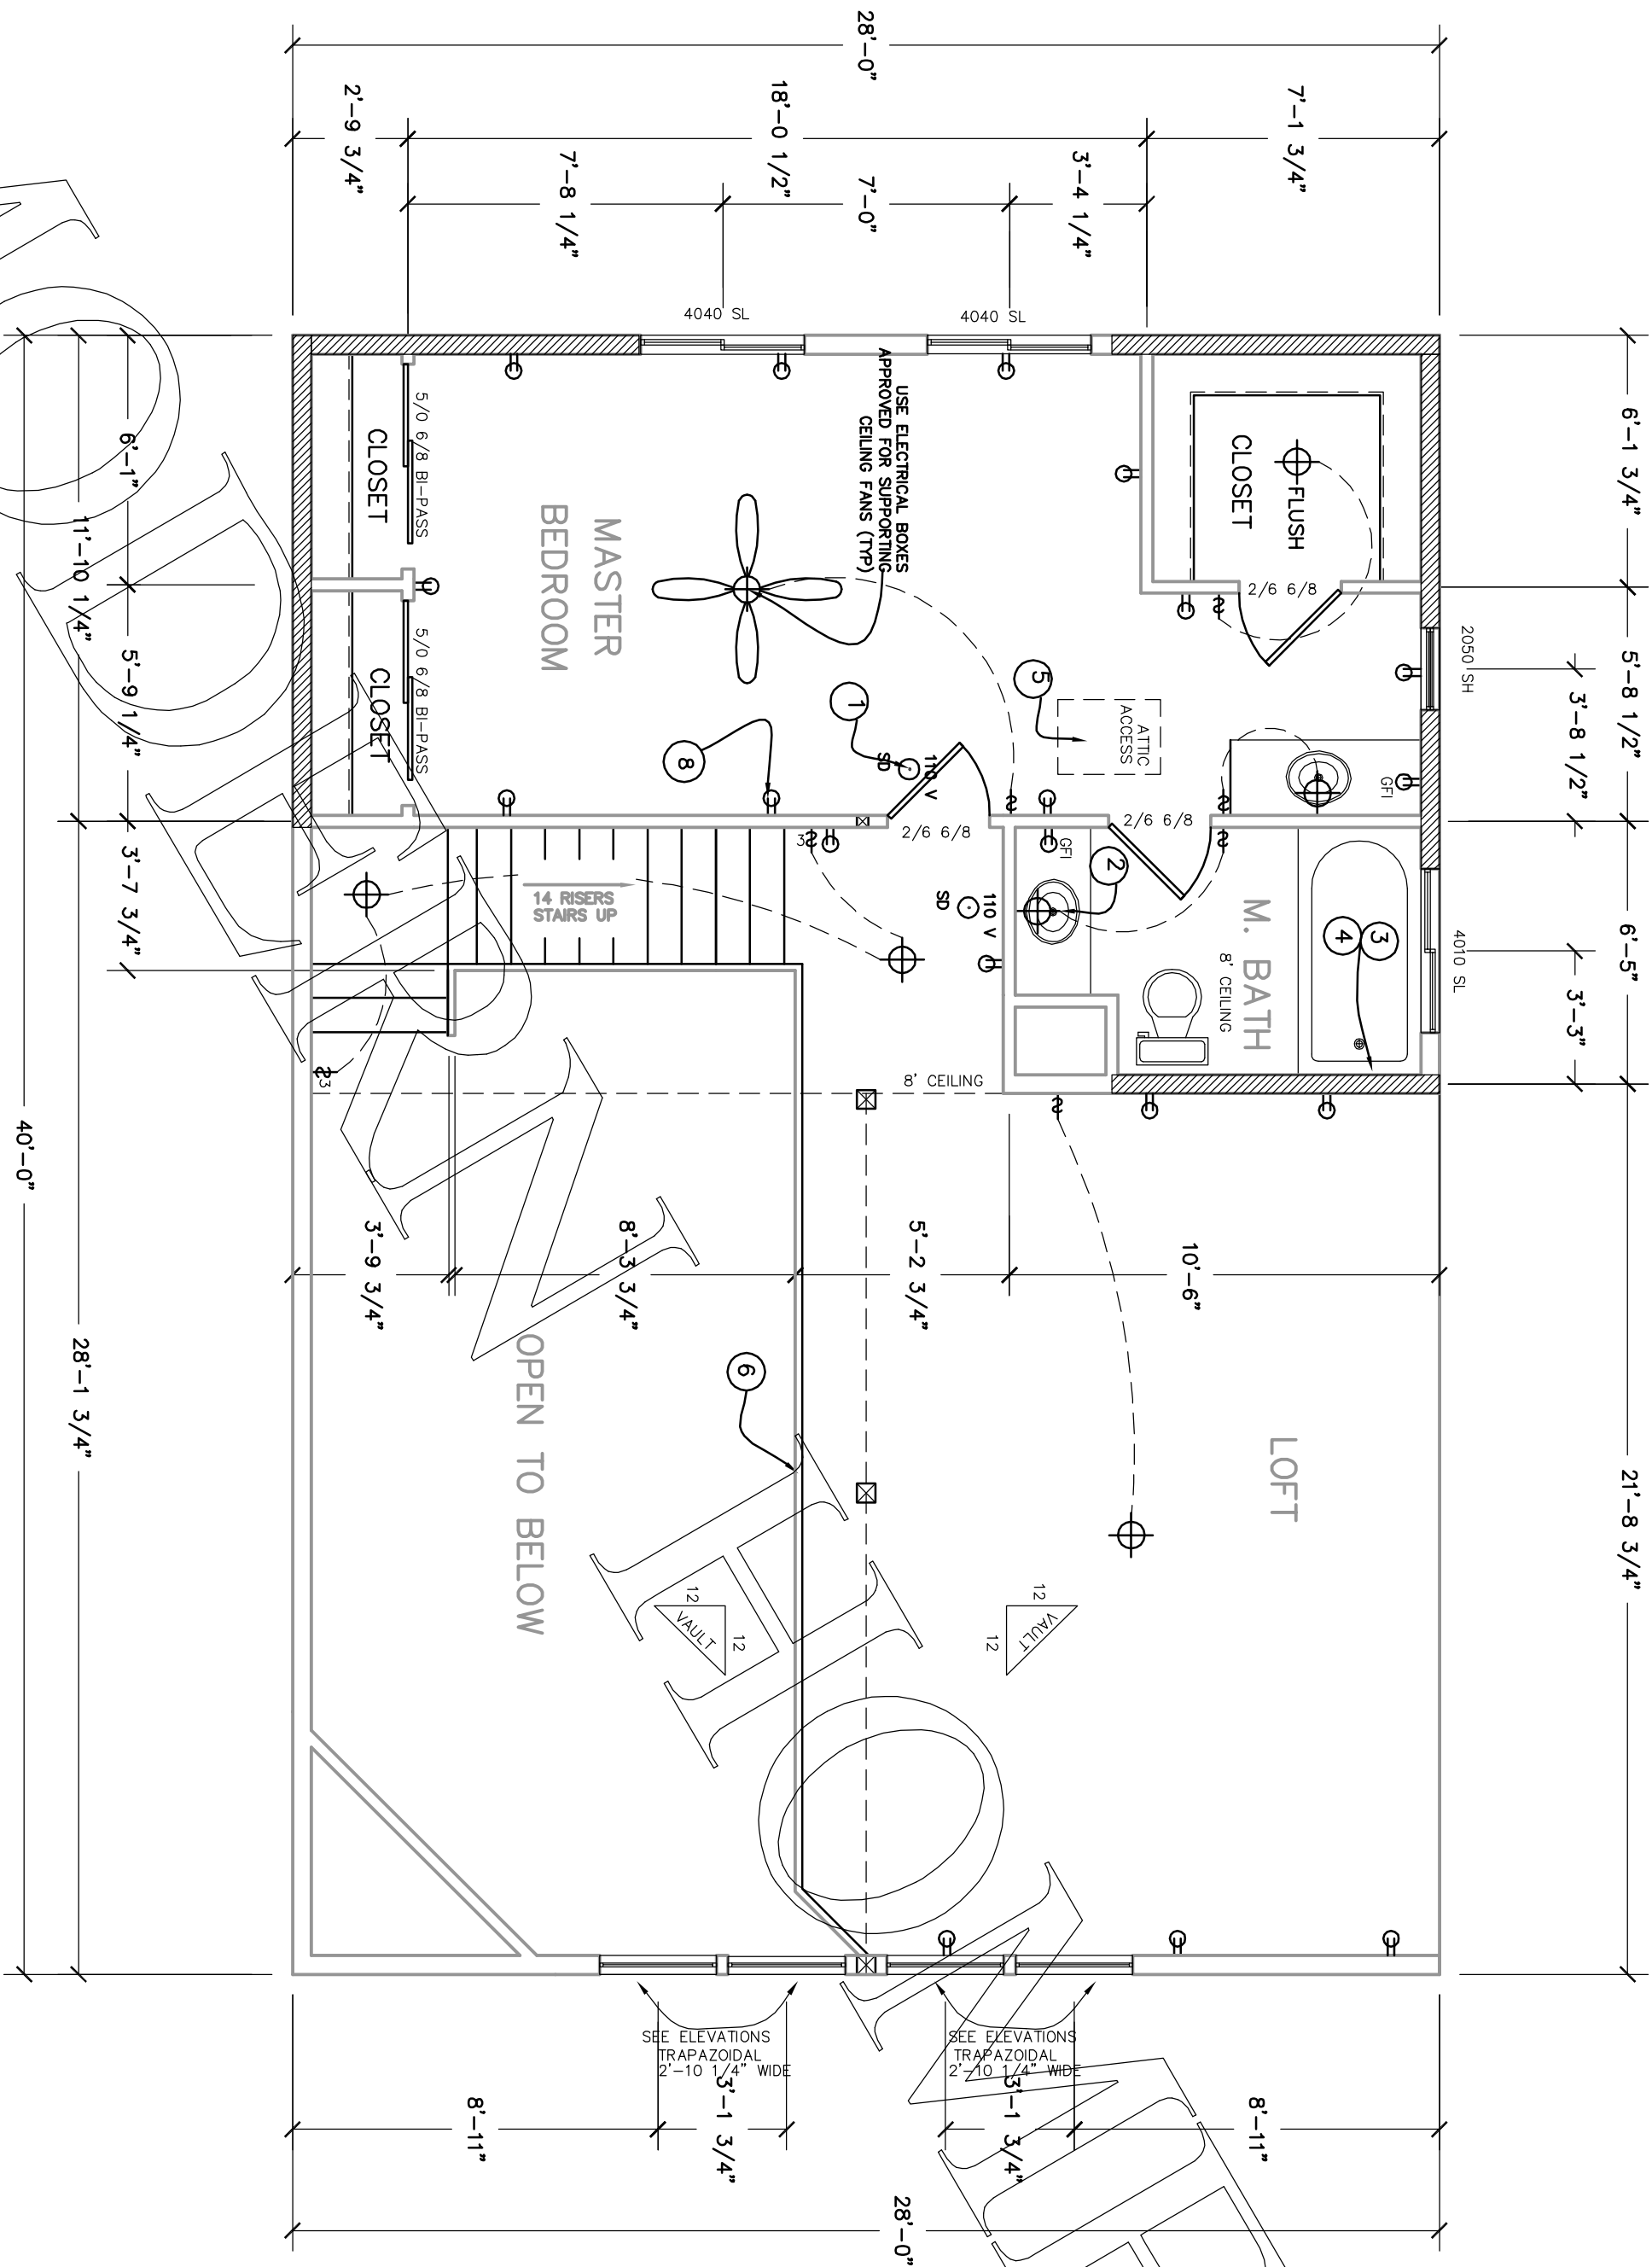 28'-0"
7'-1 3/4"
18'-0 1/2"
2'-9 3/4"
3'-4 1/4"
7'-0"
7'-8 1/4"
4040 SL
4040 SL
6'-1 3/4"
5'-8 1/2"
6'-5"
21'-8 3/4"
3'-8 1/2"
3'-3"
2050 SH
4010 SL
FLUSH
CLOSET
2/6 6/8
USE ELECTRICAL BOXES
APPROVED FOR SUPPORTING
CEILING FANS (TYP)
MASTER
BEDROOM
5/0 6/8 BI-PASS
CLOSET
5/0 6/8 BI-PASS
CLOSET
5
ATTIC
ACCESS
1
8
110 V
SD
GFI
2/6 6/8
2/6 6/8
GFI
2
3
4
M. BATH
8' CEILING
110 V
SD
3
14 RISERS
STAIRS UP
3
8' CEILING
10'-6"
5'-2 3/4"
8'-3 3/4"
3'-9 3/4"
LOFT
6
OPEN TO BELOW
12
VAULT
12
12
VAULT
12
SEE ELEVATIONS
TRAPAZOIDAL
2'-10 1/4" WIDE
SEE ELEVATIONS
TRAPAZOIDAL
2'-10 1/4" WIDE
8'-11"
3'-1 3/4"
3'-1 3/4"
8'-11"
28'-0"
6'-1"
5'-9 1/4"
3'-7 3/4"
11'-10 1/4"
28'-1 3/4"
40'-0"